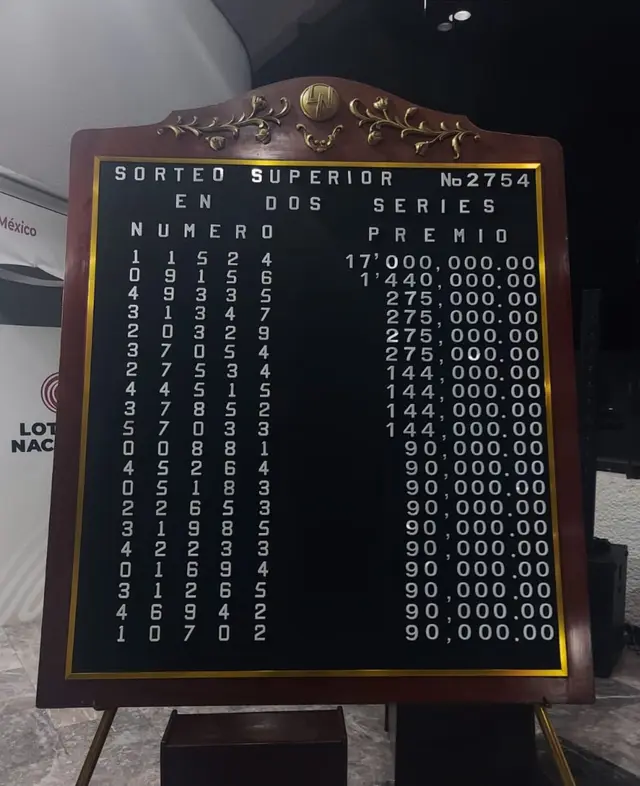 México
LOT
NAC
LN
SORTEO SUPERIOR No2754
EN DOS SERIES
NUMERO PREMIO
1 1 5 2 4 17'000,000.00
0 9 1 5 6 1'440,000.00
4 9 3 3 5 275,000.00
3 1 3 4 7 275,000.00
2 0 3 2 9 275,000.00
3 7 0 5 4 275,000.00
2 7 5 3 4 144,000.00
4 4 5 1 5 144,000.00
3 7 8 5 2 144,000.00
5 7 0 3 3 144,000.00
0 0 8 8 1 90,000.00
4 5 2 6 4 90,000.00
0 5 1 8 3 90,000.00
2 2 6 5 3 90,000.00
3 1 9 8 5 90,000.00
4 2 2 3 3 90,000.00
0 1 6 9 4 90,000.00
3 1 2 6 5 90,000.00
4 6 9 4 2 90,000.00
1 0 7 0 2 90,000.00